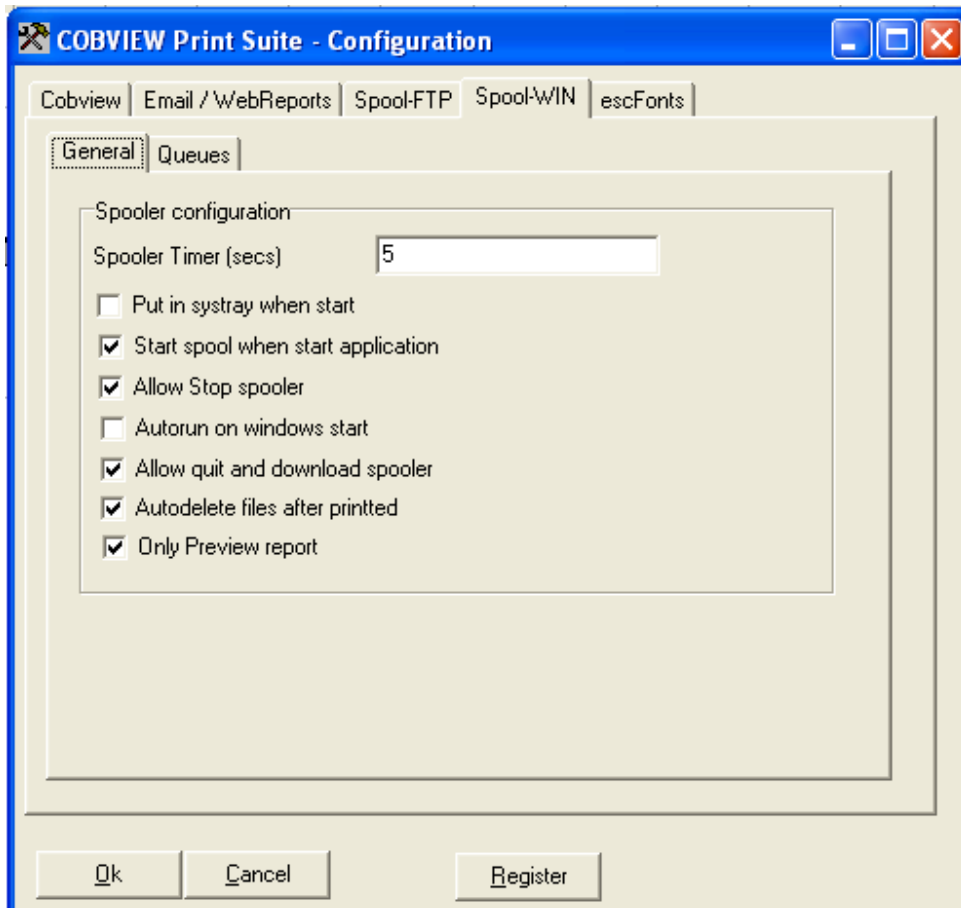 COBVIEW Print Suite - Configuration
Cobview Email / WebReports Spool-FTP Spool-WIN escFonts
General Queues
Spooler configuration
Spooler Timer (secs) 5
Put in systray when start
Start spool when start application
Allow Stop spooler
Autorun on windows start
Allow quit and download spooler
Autodelete files after printted
Only Preview report
Ok Cancel Register